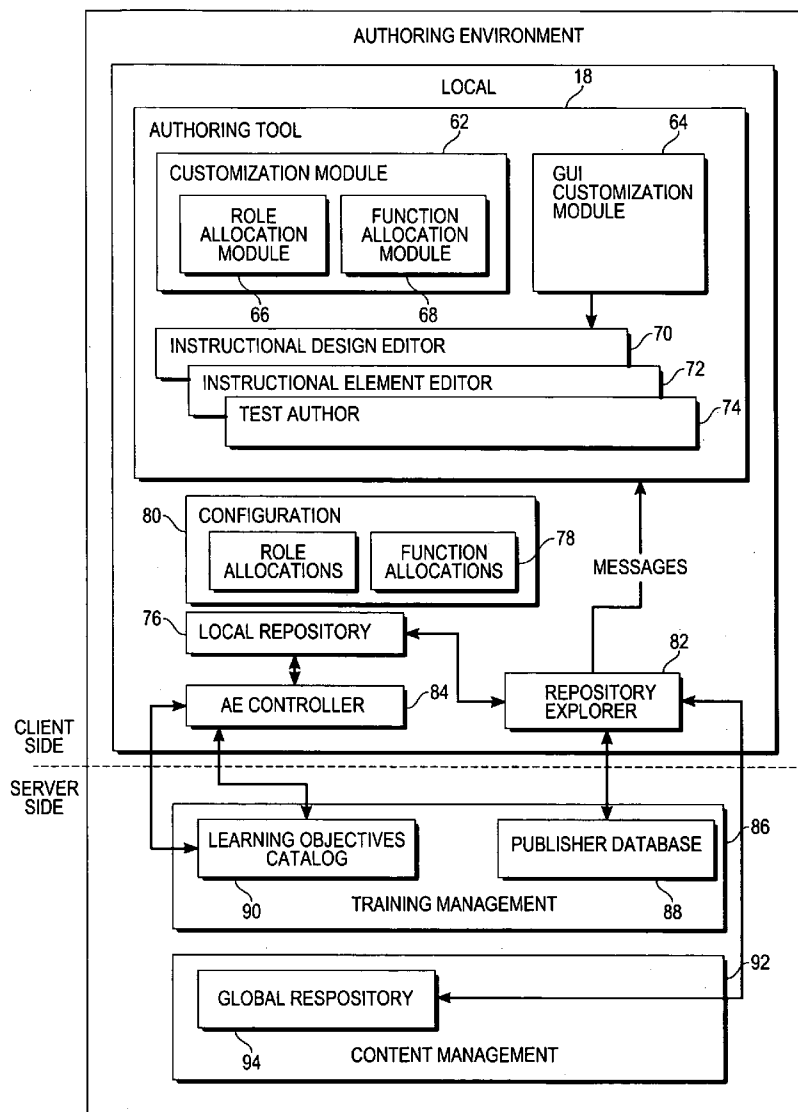 AUTHORING ENVIRONMENT
LOCAL
18
AUTHORING TOOL
62
64
CUSTOMIZATION MODULE
GUI
CUSTOMIZATION
MODULE
ROLE
ALLOCATION
MODULE
FUNCTION
ALLOCATION
MODULE
66
68
INSTRUCTIONAL DESIGN EDITOR
70
INSTRUCTIONAL ELEMENT EDITOR
72
TEST AUTHOR
74
80
CONFIGURATION
78
ROLE
ALLOCATIONS
FUNCTION
ALLOCATIONS
MESSAGES
76
LOCAL REPOSITORY
82
AE CONTROLLER
84
REPOSITORY
EXPLORER
CLIENT
SIDE
SERVER
SIDE
LEARNING OBJECTIVES
CATALOG
PUBLISHER DATABASE
86
90
TRAINING MANAGEMENT
88
92
GLOBAL RESPOSITORY
94
CONTENT MANAGEMENT